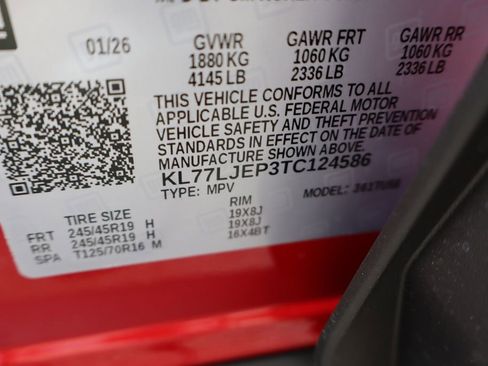 01/26 GVWR GAWR FRT GAWR RR
1880 KG 1060 KG 1060 KG
4145 LB 2336 LB 2336 LB
THIS VEHICLE CONFORMS TO ALL
APPLICABLE U.S. FEDERAL MOTOR
VEHICLE SAFETY AND THEFT PREVENTION
STANDARDS IN EFFECT ON THE DATE OF
MANUFACTURE SHOWN ABOVE.
KL77LJEP3TC124586
TYPE: MPV MODEL:
TIRE SIZE RIM
FRT 245/45R19 H 19X8J
RR 245/45R19 H 19X8J
SPA T125/70R16 M 16X4BT